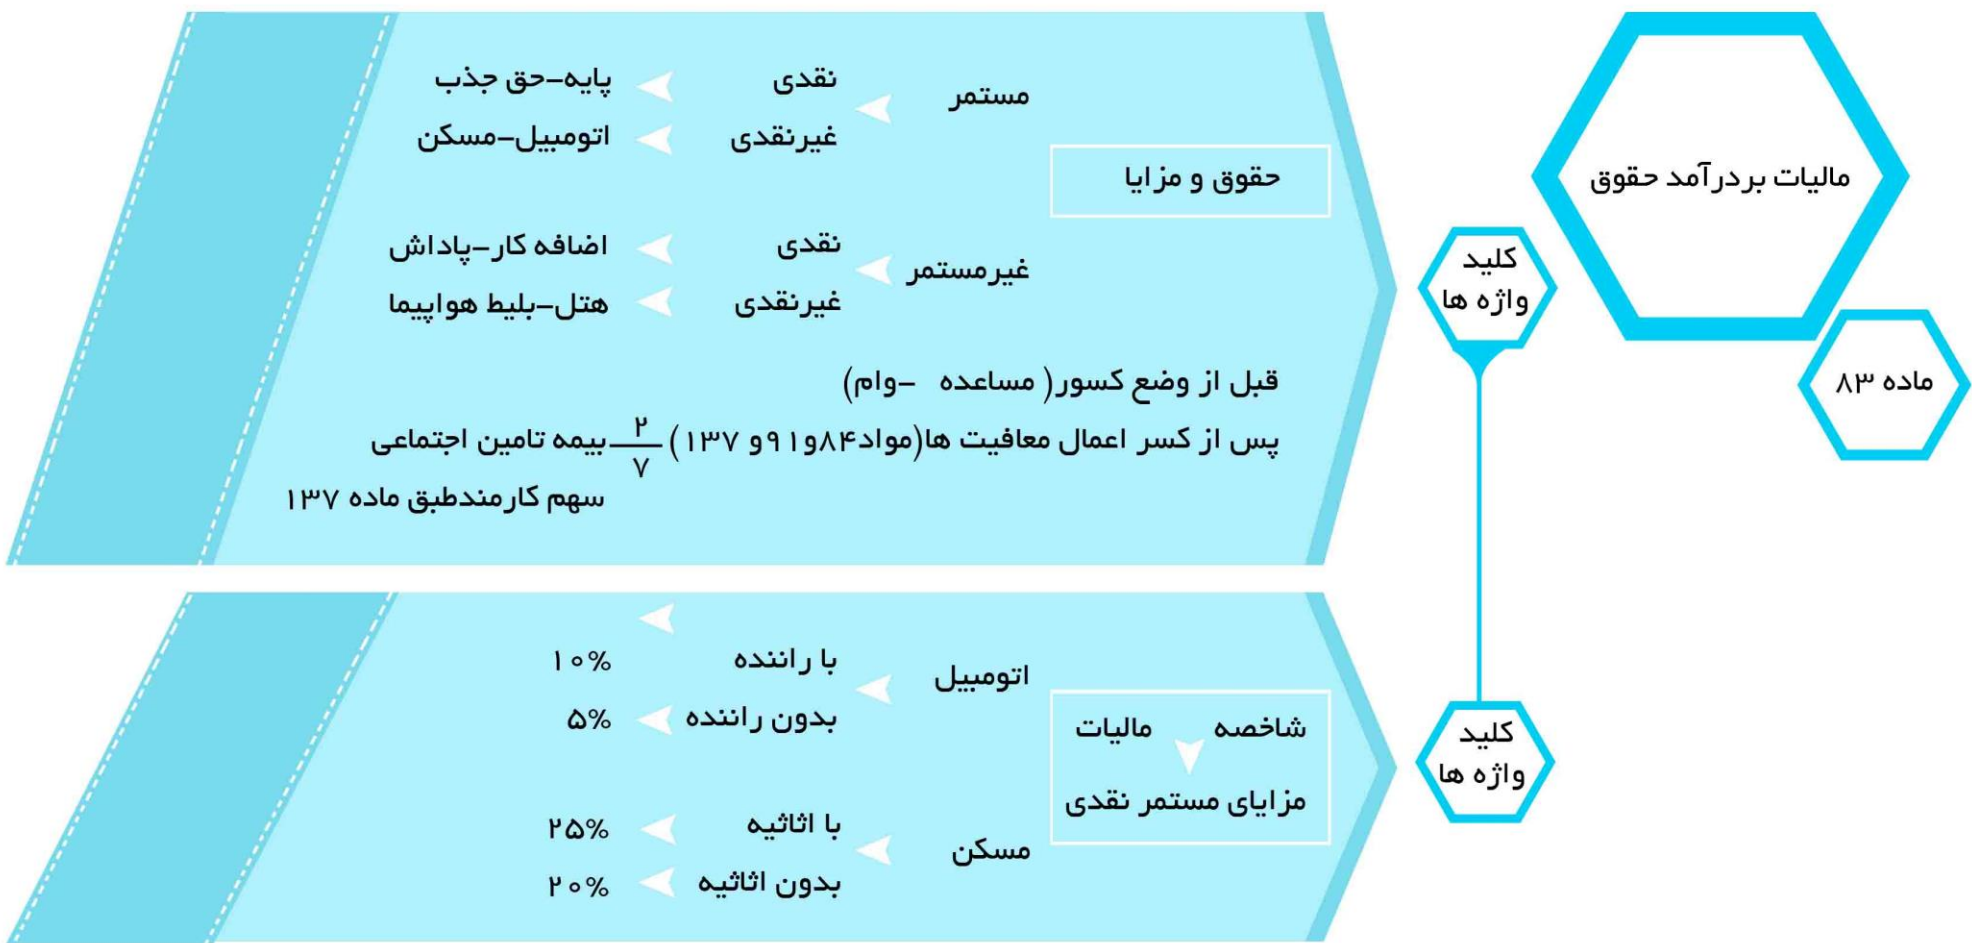 مالیات بردرآمد حقوق
ماده ۸۳
کلید
واژه ها
حقوق و مزایا
مستمر
نقدی
پایه-حق جذب
غیرنقدی
اتومبیل-مسکن
غیرمستمر
نقدی
اضافه کار-پاداش
غیرنقدی
هتل-بلیط هواپیما
قبل از وضع کسور( مساعده -وام)
پس از کسر اعمال معافیت ها(مواد۸۴و۹۱و ۱۳۷) ۲/۷ بیمه تامین اجتماعی
سهم کارمندطبق ماده ۱۳۷
کلید
واژه ها
شاخصه مالیات
مزایای مستمر نقدی
اتومبیل
با راننده
۱۰%
بدون راننده
۵%
مسکن
با اثاثیه
۲۵%
بدون اثاثیه
۲۰%